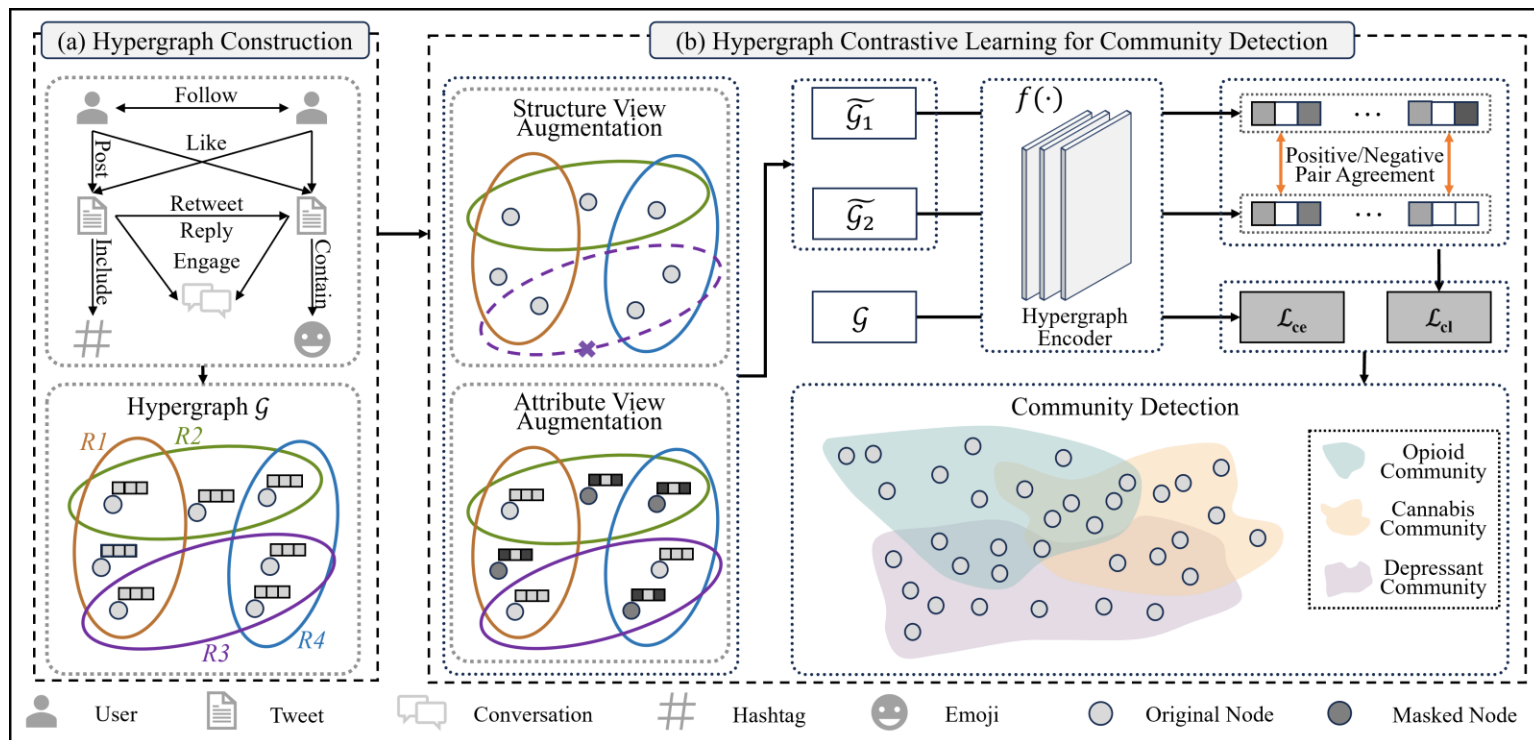 (a) Hypergraph Construction
Follow
Post
Like
Retweet
Reply
Engage
Include
Contain
Hypergraph 𝒢
R1
R2
R3
R4
(b) Hypergraph Contrastive Learning for Community Detection
Structure View
Augmentation
Attribute View
Augmentation
𝒢̃₁
𝒢̃₂
𝒢
f(·)
Hypergraph
Encoder
...
Positive/Negative
Pair Agreement
...
ℒce
ℒcl
Community Detection
Opioid
Community
Cannabis
Community
Depressant
Community
User
Tweet
Conversation
Hashtag
Emoji
Original Node
Masked Node